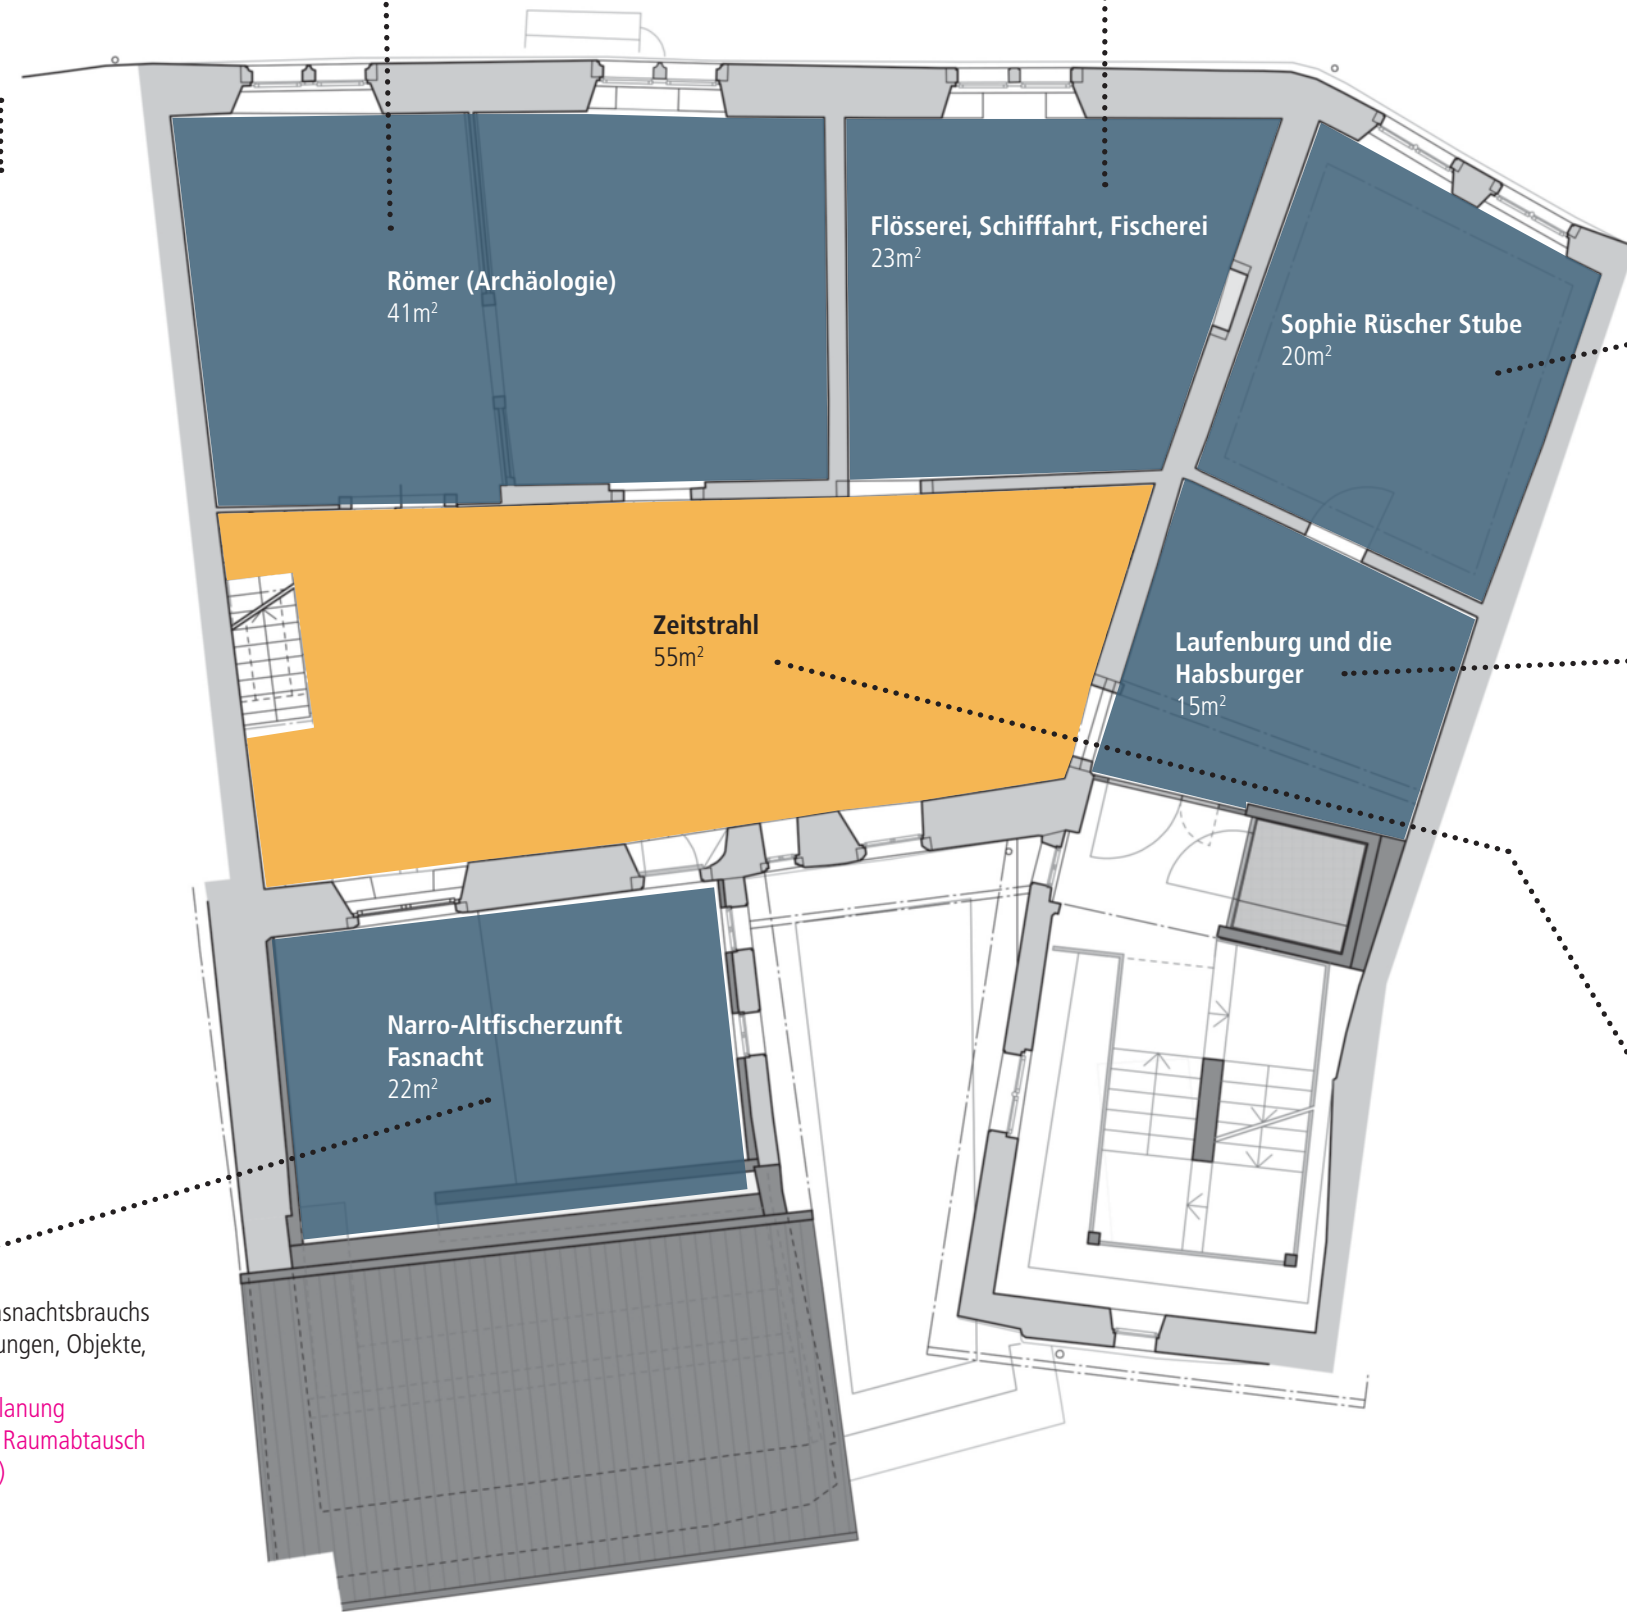 Flösserei, Schifffahrt, Fischerei
23m²
Römer (Archäologie)
41m²
Sophie Rüscher Stube
20m²
Zeitstrahl
55m²
Laufenburg und die
Habsburger
15m²
Narro-Altfischerzunft
Fasnacht
22m²
snachtsbrauchs
ungen, Objekte,
lanung
Raumabtausch
)